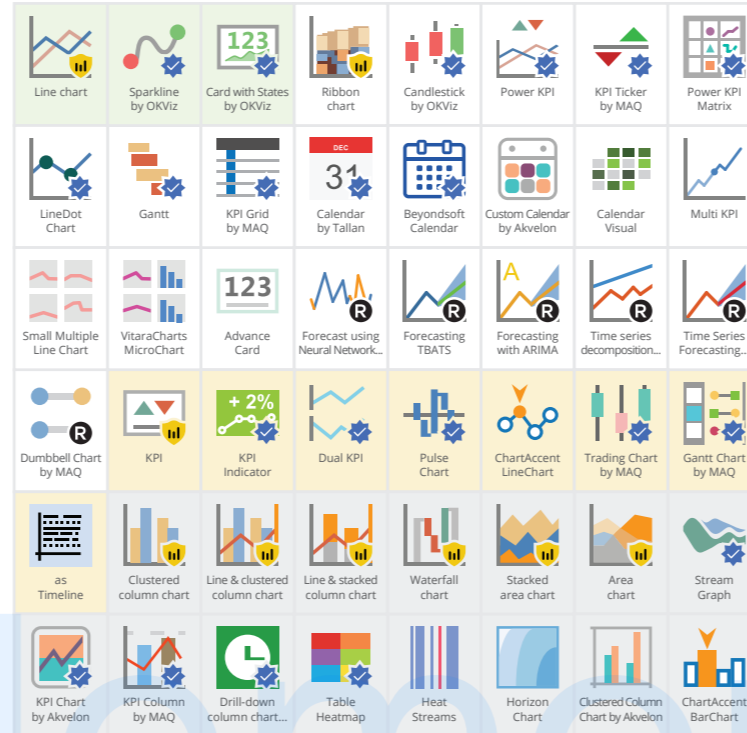 123
Line chart
Sparkline
by OKViz
Card with States
by OKViz
Ribbon
chart
Candlestick
by OKViz
Power KPI
KPI Ticker
by MAQ
Power KPI
Matrix
DEC
31
LineDot
Chart
Gantt
KPI Grid
by MAQ
Calendar
by Tallan
Beyondsoft
Calendar
Custom Calendar
by Akvelon
Calendar
Visual
Multi KPI
123
R
R
A
R
R
R
Small Multiple
Line Chart
VitaraCharts
MicroChart
Advance
Card
Forecast using
Neural Network...
Forecasting
TBATS
Forecasting
with ARIMA
Time series
decomposition...
Time Series
Forecasting...
R
+ 2%
Dumbbell Chart
by MAQ
KPI
KPI
Indicator
Dual KPI
Pulse
Chart
ChartAccent
LineChart
Trading Chart
by MAQ
Gantt Chart
by MAQ
as
Timeline
Clustered
column chart
Line & clustered
column chart
Line & stacked
column chart
Waterfall
chart
Stacked
area chart
Area
chart
Stream
Graph
KPI Chart
by Akvelon
KPI Column
by MAQ
Drill-down
column chart...
Table
Heatmap
Heat
Streams
Horizon
Chart
Clustered Column
Chart by Akvelon
ChartAccent
BarChart